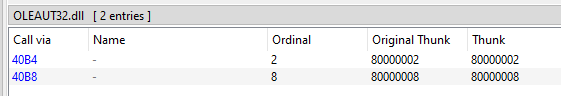 OLEAUT32.dll [ 2 entries ]
Call via Name Ordinal Original Thunk Thunk
40B4 - 2 80000002 80000002
40B8 - 8 80000008 80000008